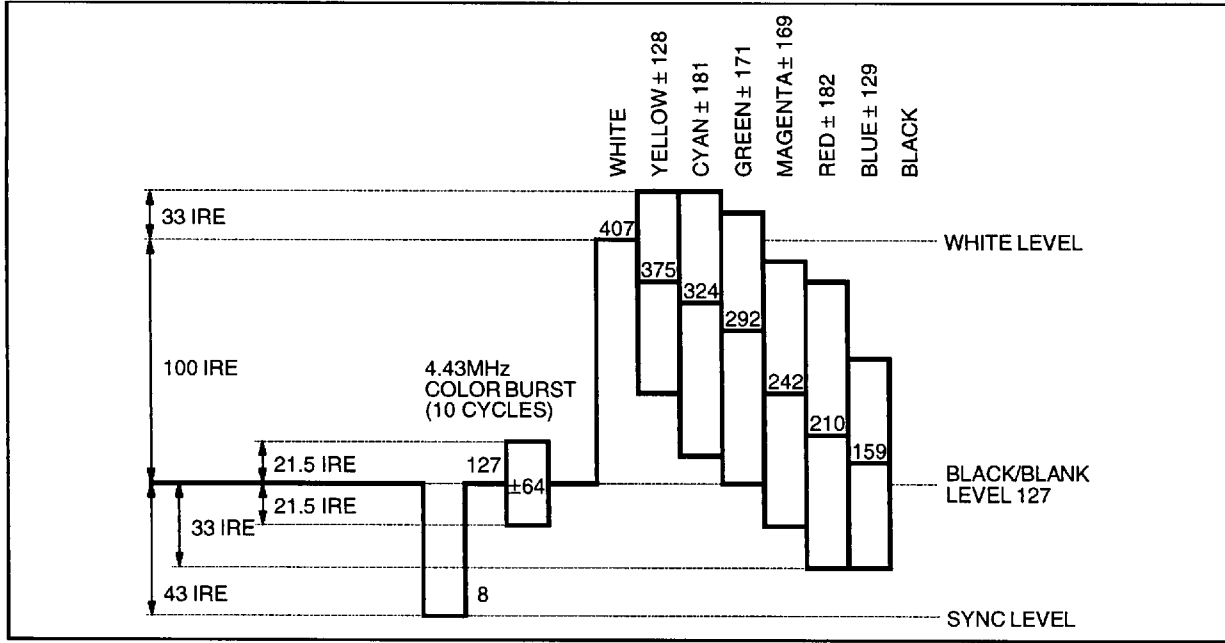 WHITE
YELLOW ± 128
CYAN ± 181
GREEN ± 171
MAGENTA ± 169
RED ± 182
BLUE ± 129
BLACK
33 IRE
407
WHITE LEVEL
375
324
292
100 IRE
4.43MHz
COLOR BURST
(10 CYCLES)
242
210
21.5 IRE
127
159
±64
BLACK/BLANK
LEVEL 127
21.5 IRE
33 IRE
43 IRE
8
SYNC LEVEL